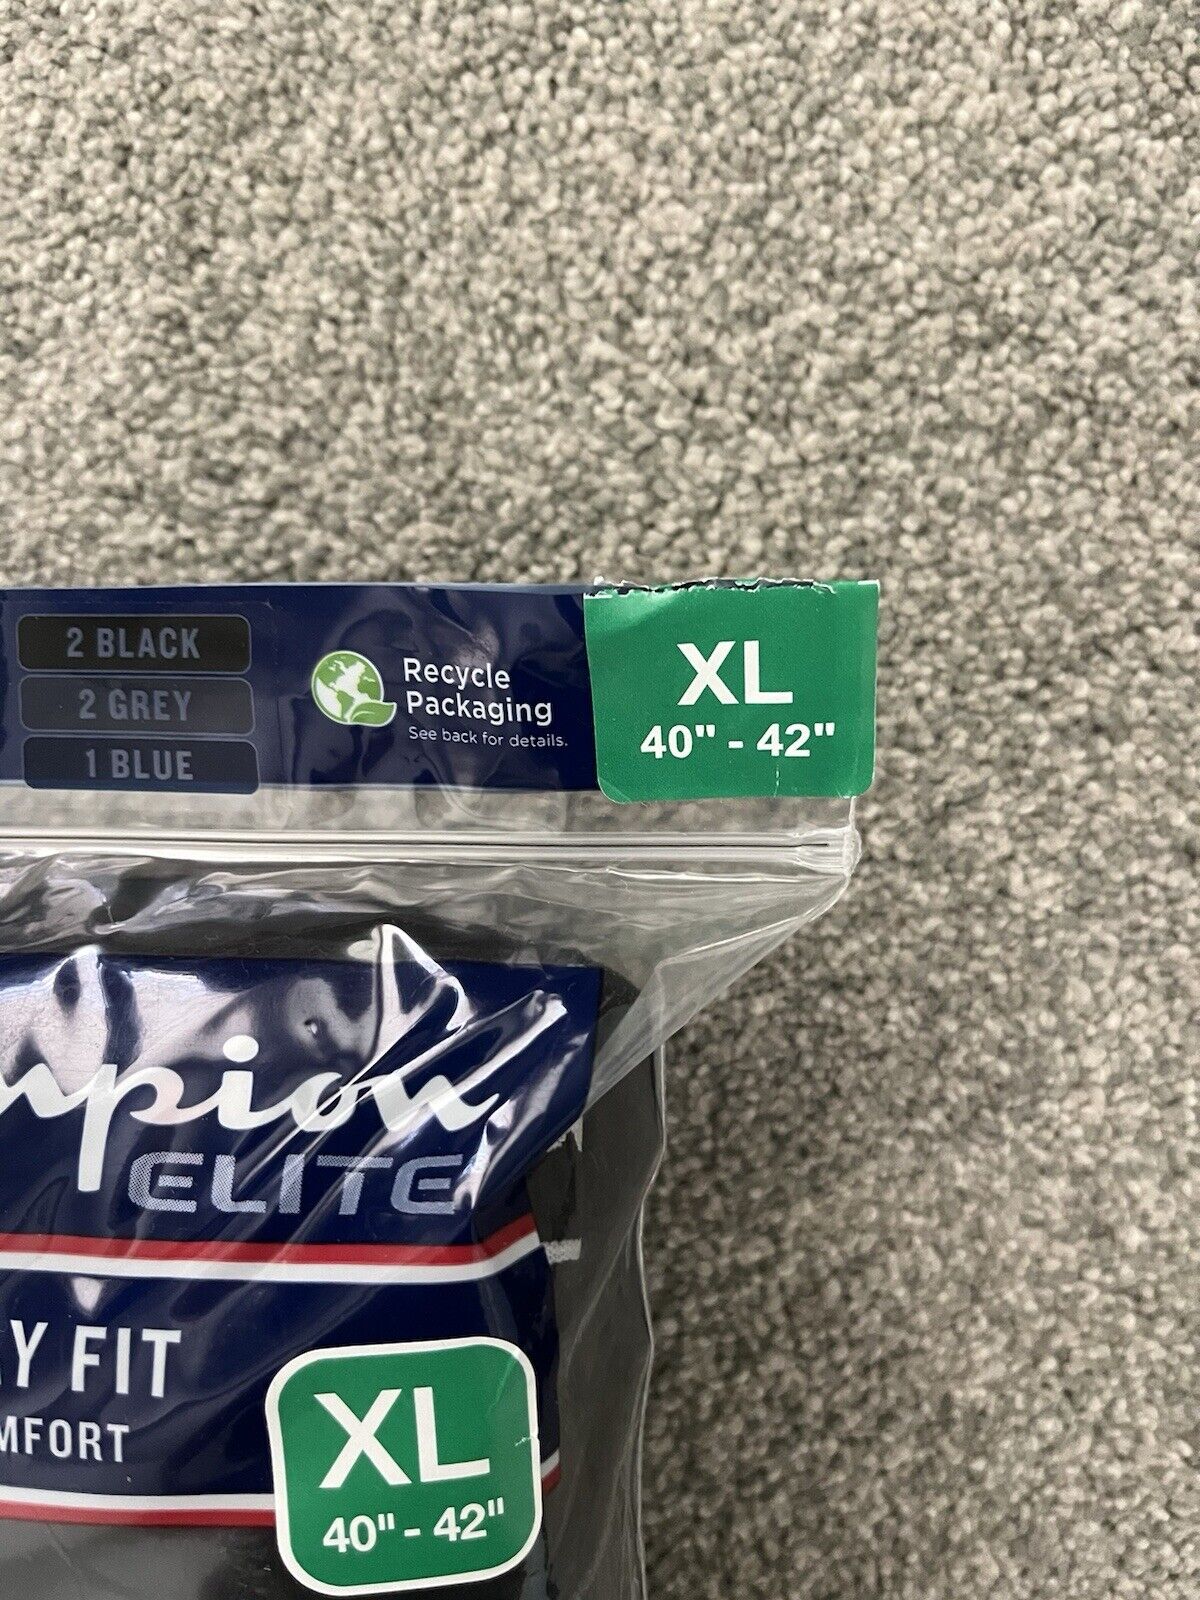 2 BLACK
2 GREY
1 BLUE
Recycle
Packaging
See back for details.
XL
40" - 42"
mpion
ELITE
Y FIT
MFORT
XL
40" - 42"